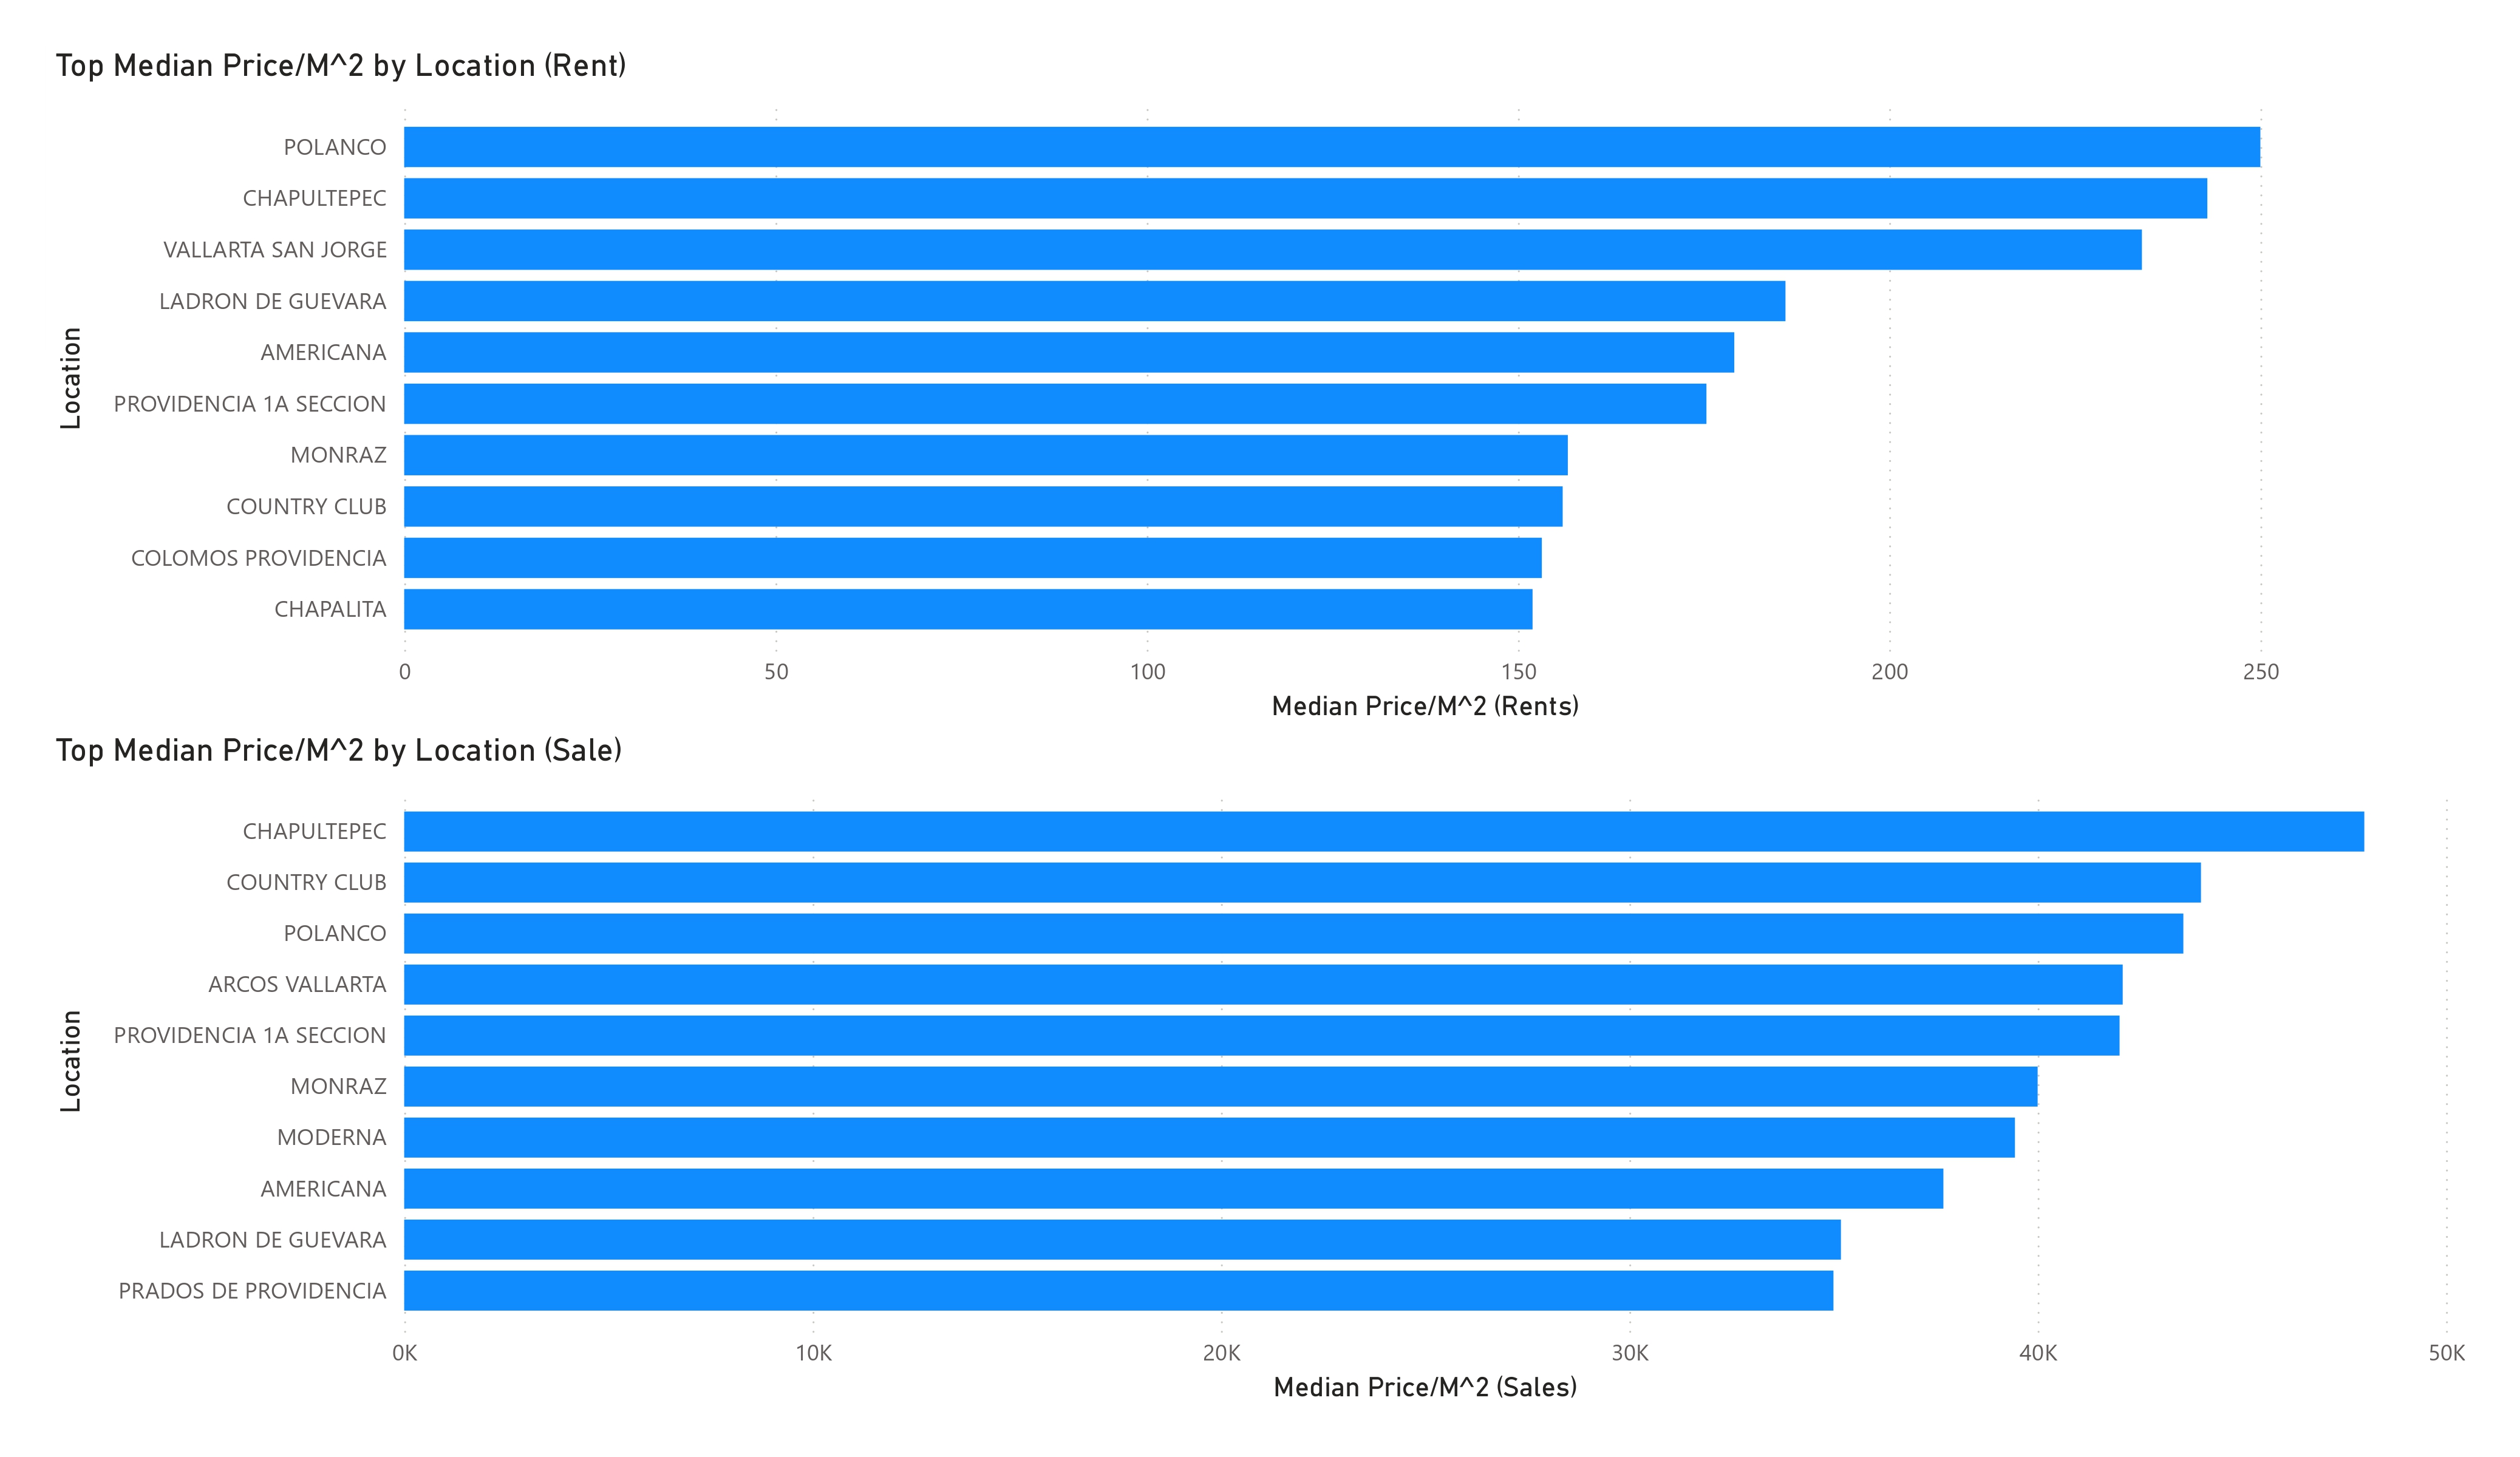 Top Median Price/M^2 by Location (Rent)
Location
POLANCO
CHAPULTEPEC
VALLARTA SAN JORGE
LADRON DE GUEVARA
AMERICANA
PROVIDENCIA 1A SECCION
MONRAZ
COUNTRY CLUB
COLOMOS PROVIDENCIA
CHAPALITA
0 50 100 150 200 250
Median Price/M^2 (Rents)
Top Median Price/M^2 by Location (Sale)
Location
CHAPULTEPEC
COUNTRY CLUB
POLANCO
ARCOS VALLARTA
PROVIDENCIA 1A SECCION
MONRAZ
MODERNA
AMERICANA
LADRON DE GUEVARA
PRADOS DE PROVIDENCIA
0K 10K 20K 30K 40K 50K
Median Price/M^2 (Sales)